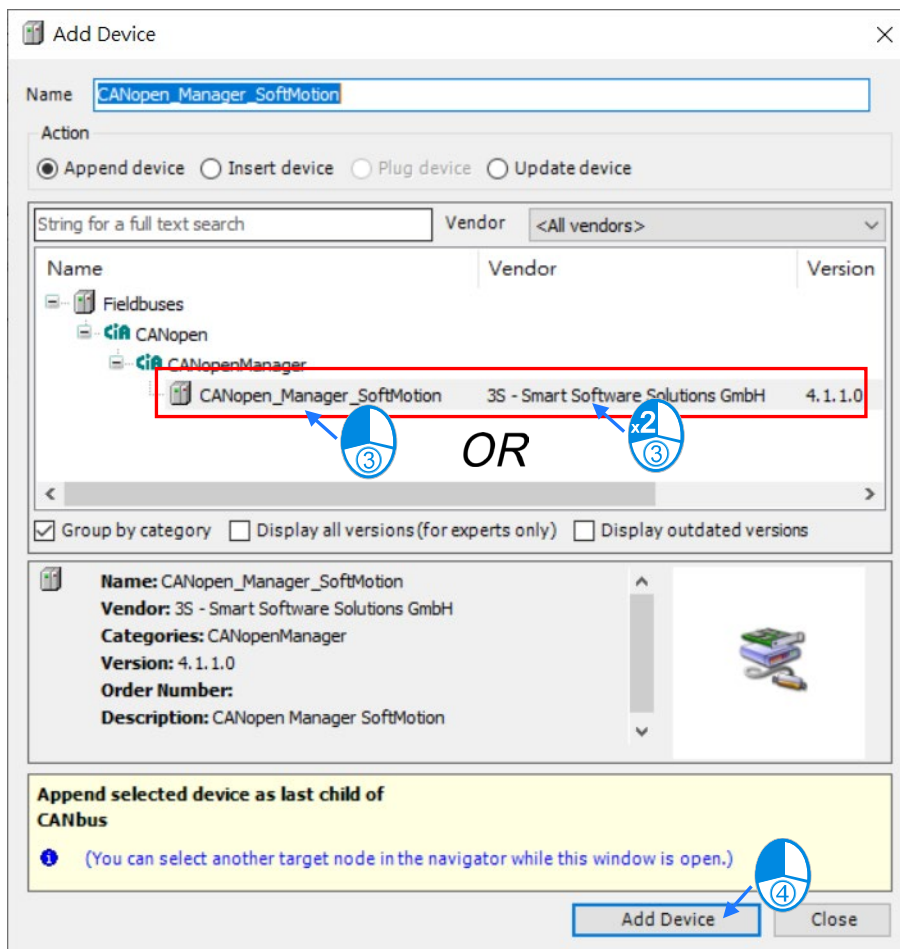 Add Device
Name CANopen_Manager_SoftMotion
Action
Append device Insert device Plug device Update device
String for a full text search Vendor <All vendors>
Name Vendor Version
Fieldbuses
CiA CANopen
CiA CANopenManager
CANopen_Manager_SoftMotion 3S - Smart Software Solutions GmbH 4.1.1.0
③ OR x2 ③
Group by category Display all versions (for experts only) Display outdated versions
Name: CANopen_Manager_SoftMotion
Vendor: 3S - Smart Software Solutions GmbH
Categories: CANopenManager
Version: 4.1.1.0
Order Number:
Description: CANopen Manager SoftMotion
Append selected device as last child of
CANbus
(You can select another target node in the navigator while this window is open.)
④
Add Device Close